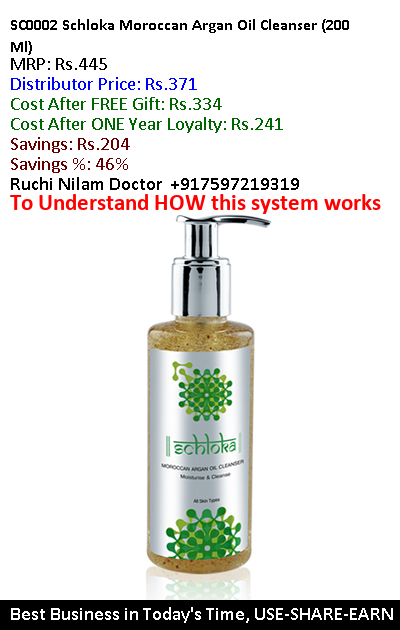 SC0002 Schloka Moroccan Argan Oil Cleanser (200
Ml)
MRP: Rs.445
Distributor Price: Rs.371
Cost After FREE Gift: Rs.334
Cost After ONE Year Loyalty: Rs.241
Savings: Rs.204
Savings %: 46%
Ruchi Nilam Doctor +917597219319
To Understand HOW this system works
schloka
MOROCCAN ARGAN OIL CLEANSER
Moisturise & Cleanse
All Skin Types
Best Business in Today's Time, USE-SHARE-EARN